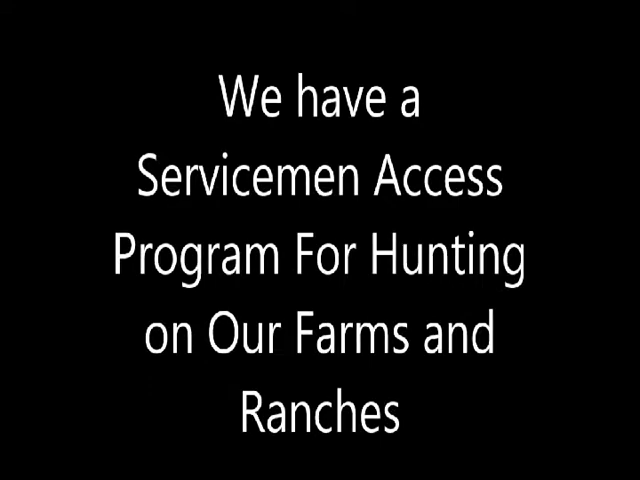 We have a
Servicemen Access
Program For Hunting
on Our Farms and
Ranches